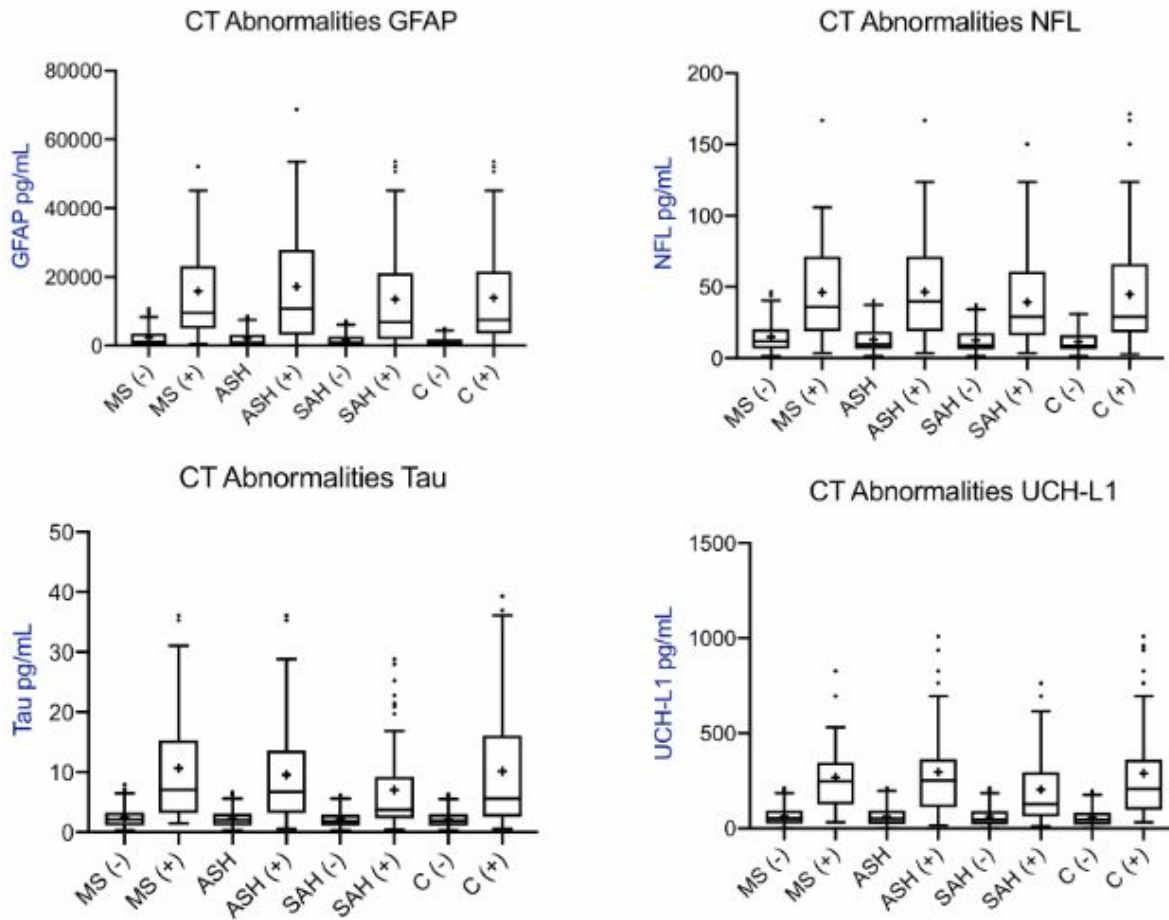 CT Abnormalities GFAP
GFAP pg/mL
80000
60000
40000
20000
0
MS (-)
MS (+)
ASH
ASH (+)
SAH (-)
SAH (+)
C (-)
C (+)
CT Abnormalities NFL
NFL pg/mL
200
150
100
50
0
MS (-)
MS (+)
ASH
ASH (+)
SAH (-)
SAH (+)
C (-)
C (+)
CT Abnormalities Tau
Tau pg/mL
50
40
30
20
10
0
MS (-)
MS (+)
ASH
ASH (+)
SAH (-)
SAH (+)
C (-)
C (+)
CT Abnormalities UCH-L1
UCH-L1 pg/mL
1500
1000
500
0
MS (-)
MS (+)
ASH
ASH (+)
SAH (-)
SAH (+)
C (-)
C (+)